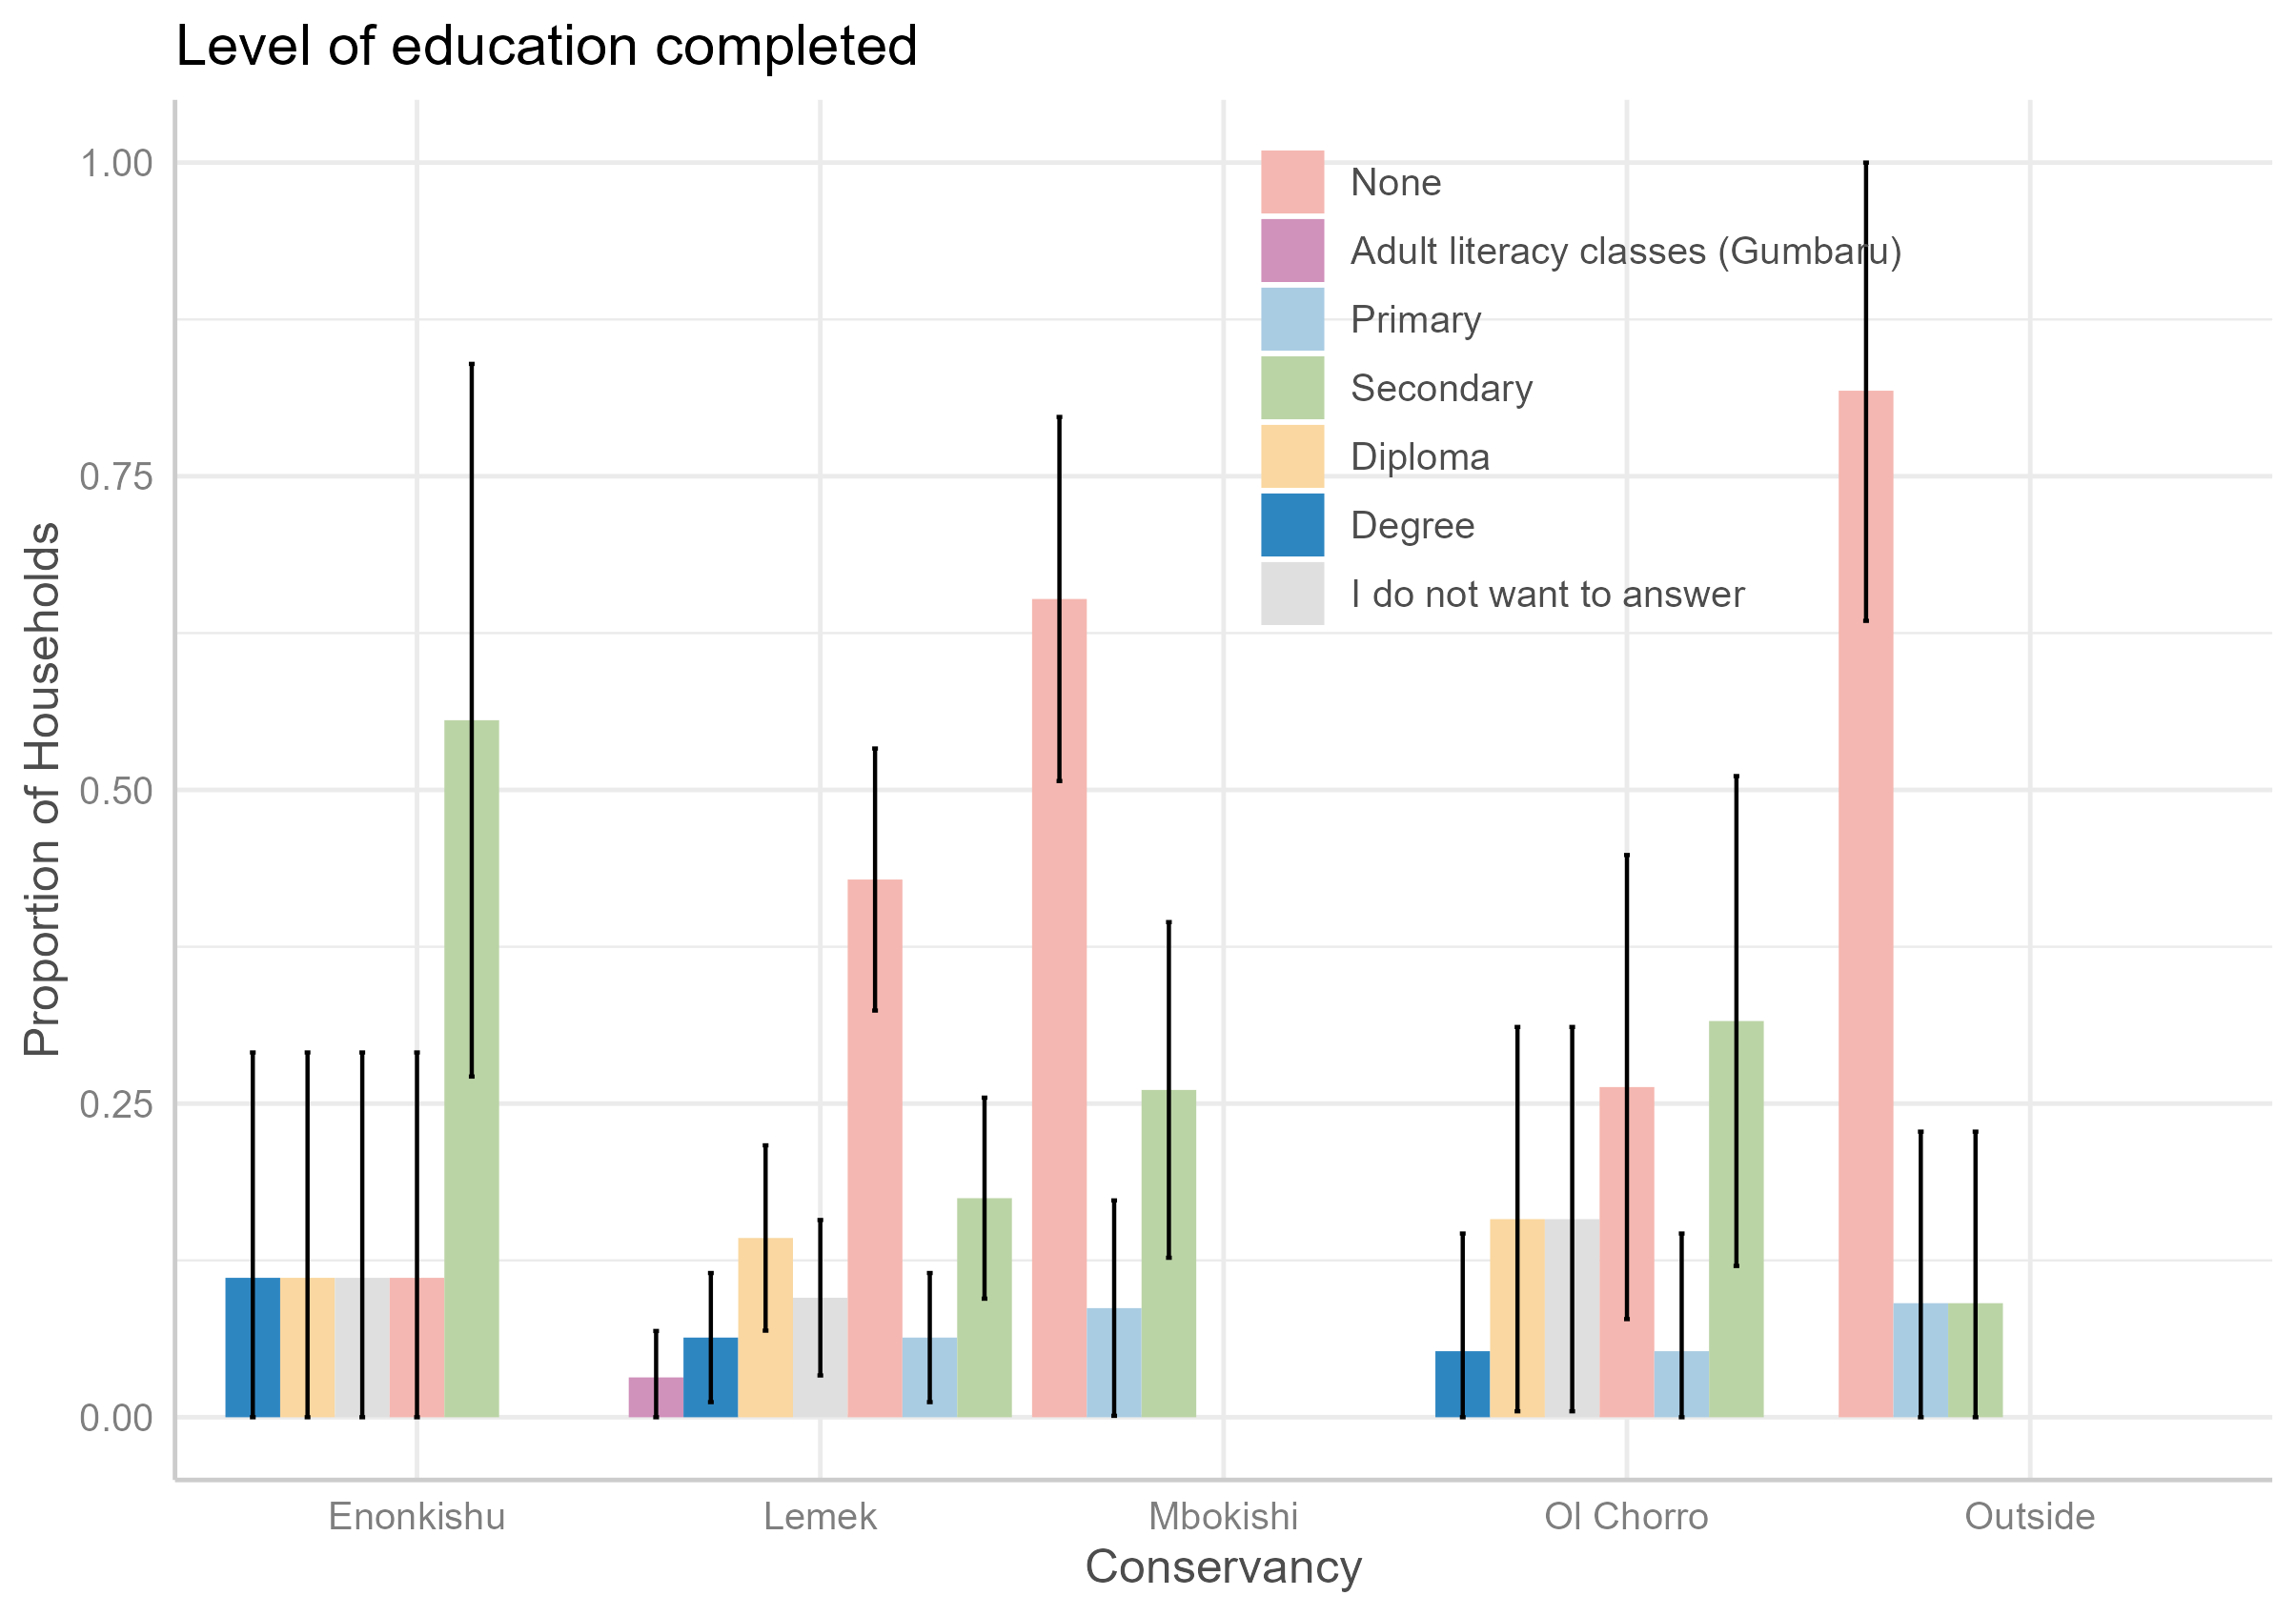 Level of education completed
1.00
0.75
0.50
0.25
0.00
Proportion of Households
None
Adult literacy classes (Gumbaru)
Primary
Secondary
Diploma
Degree
I do not want to answer
Enonkishu Lemek Mbokishi Ol Chorro Outside
Conservancy